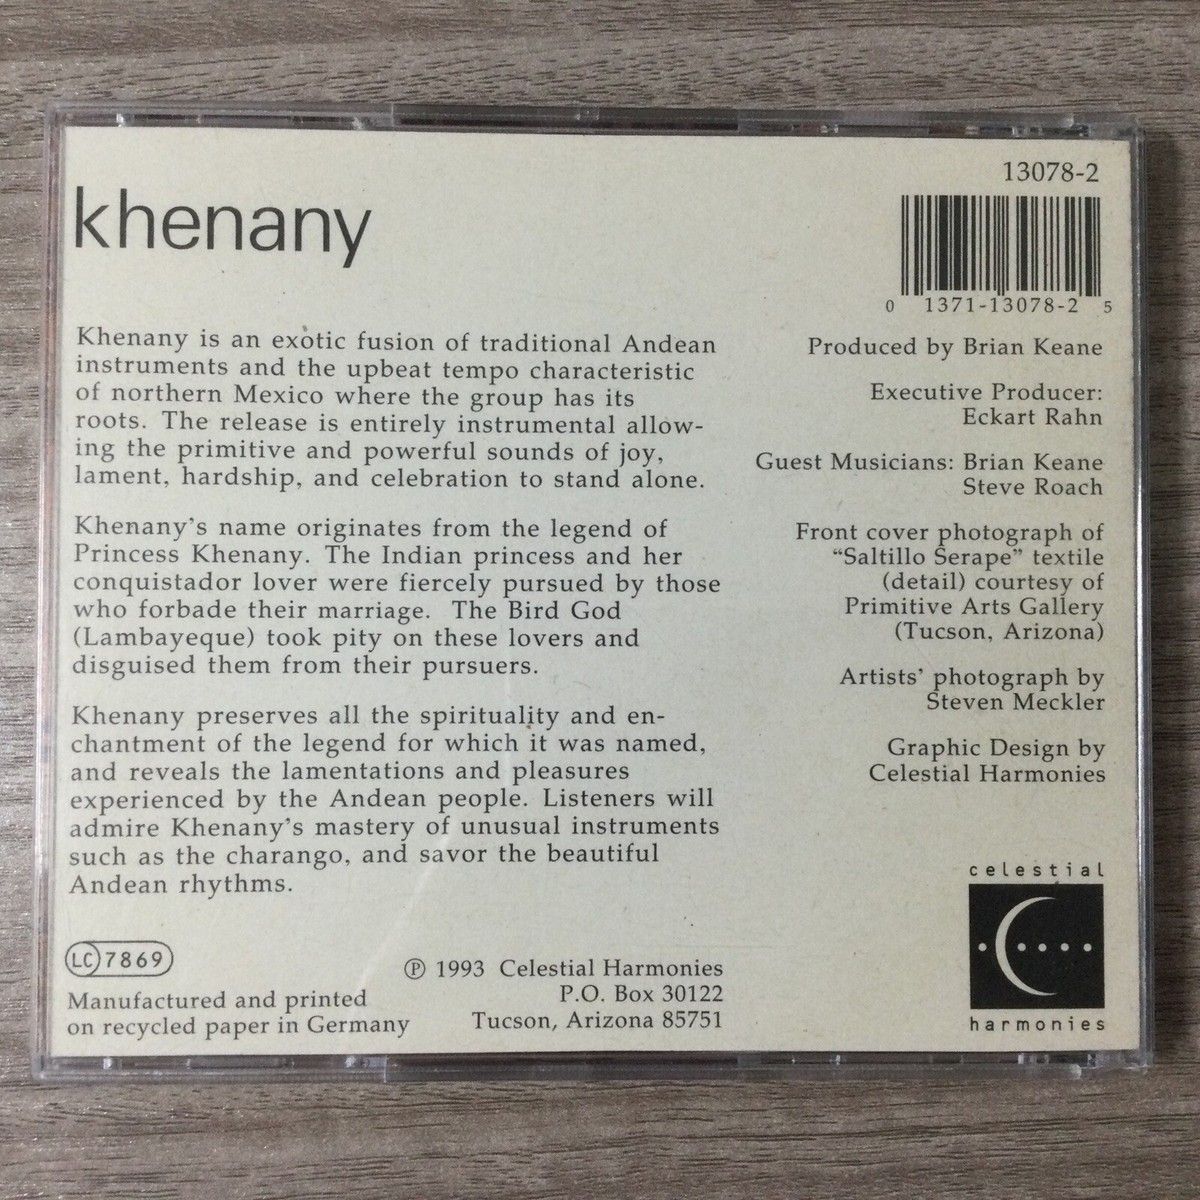 khenany
13078-2
0 1371-13078-2 5
Khenany is an exotic fusion of traditional Andean
instruments and the upbeat tempo characteristic
of northern Mexico where the group has its
roots. The release is entirely instrumental allow-
ing the primitive and powerful sounds of joy,
lament, hardship, and celebration to stand alone.
Khenany's name originates from the legend of
Princess Khenany. The Indian princess and her
conquistador lover were fiercely pursued by those
who forbade their marriage. The Bird God
(Lambayeque) took pity on these lovers and
disguised them from their pursuers.
Khenany preserves all the spirituality and en-
chantment of the legend for which it was named,
and reveals the lamentations and pleasures
experienced by the Andean people. Listeners will
admire Khenany's mastery of unusual instruments
such as the charango, and savor the beautiful
Andean rhythms.
Produced by Brian Keane
Executive Producer:
Eckart Rahn
Guest Musicians: Brian Keane
Steve Roach
Front cover photograph of
“Saltillo Serape” textile
(detail) courtesy of
Primitive Arts Gallery
(Tucson, Arizona)
Artists' photograph by
Steven Meckler
Graphic Design by
Celestial Harmonies
celestial
harmonies
LC 7869
Manufactured and printed
on recycled paper in Germany
℗ 1993 Celestial Harmonies
P.O. Box 30122
Tucson, Arizona 85751